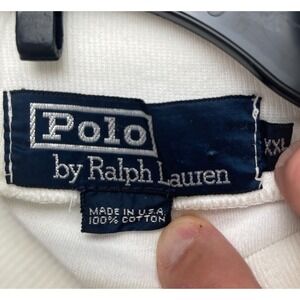 Polo
by Ralph Lauren
XXL
MADE IN U.S.A.
100% COTTON